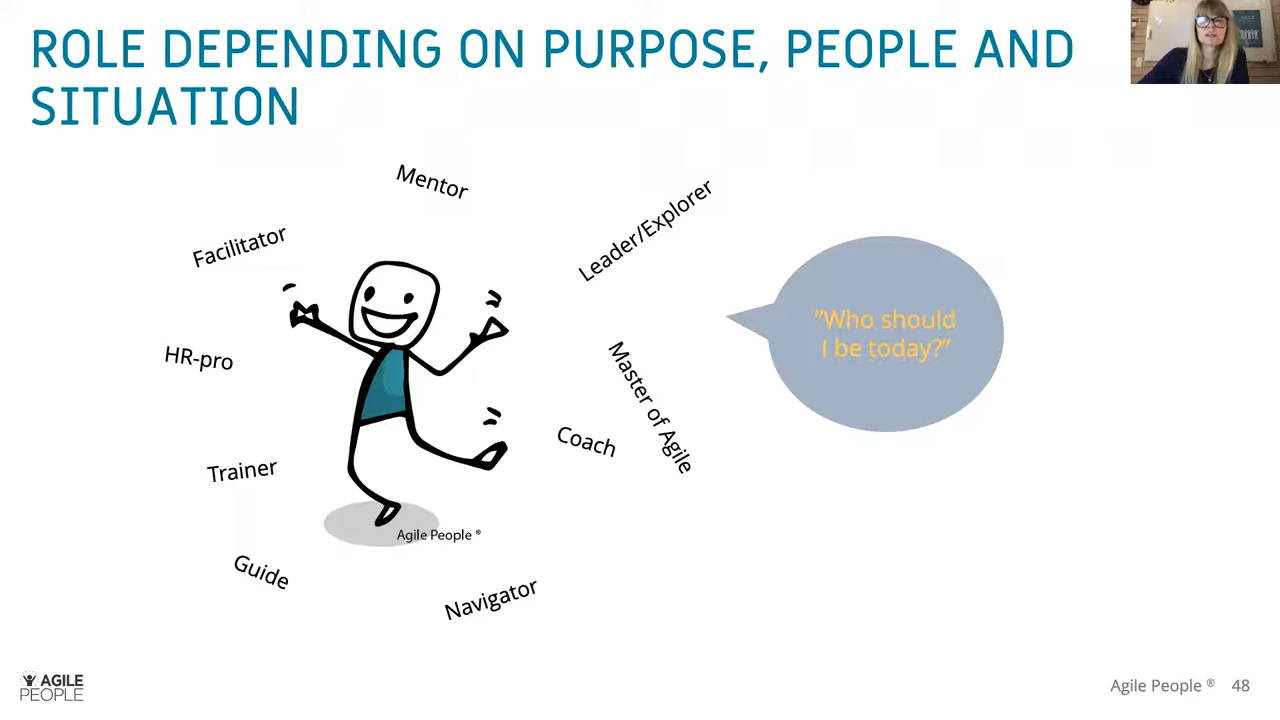 ROLE DEPENDING ON PURPOSE, PEOPLE AND
SITUATION
Mentor
Leader/Explorer
Facilitator
”Who should
I be today?”
HR-pro
Master of Agile
Coach
Trainer
Agile People ®
Guide
Navigator
AGILE
PEOPLE
Agile People ® 48